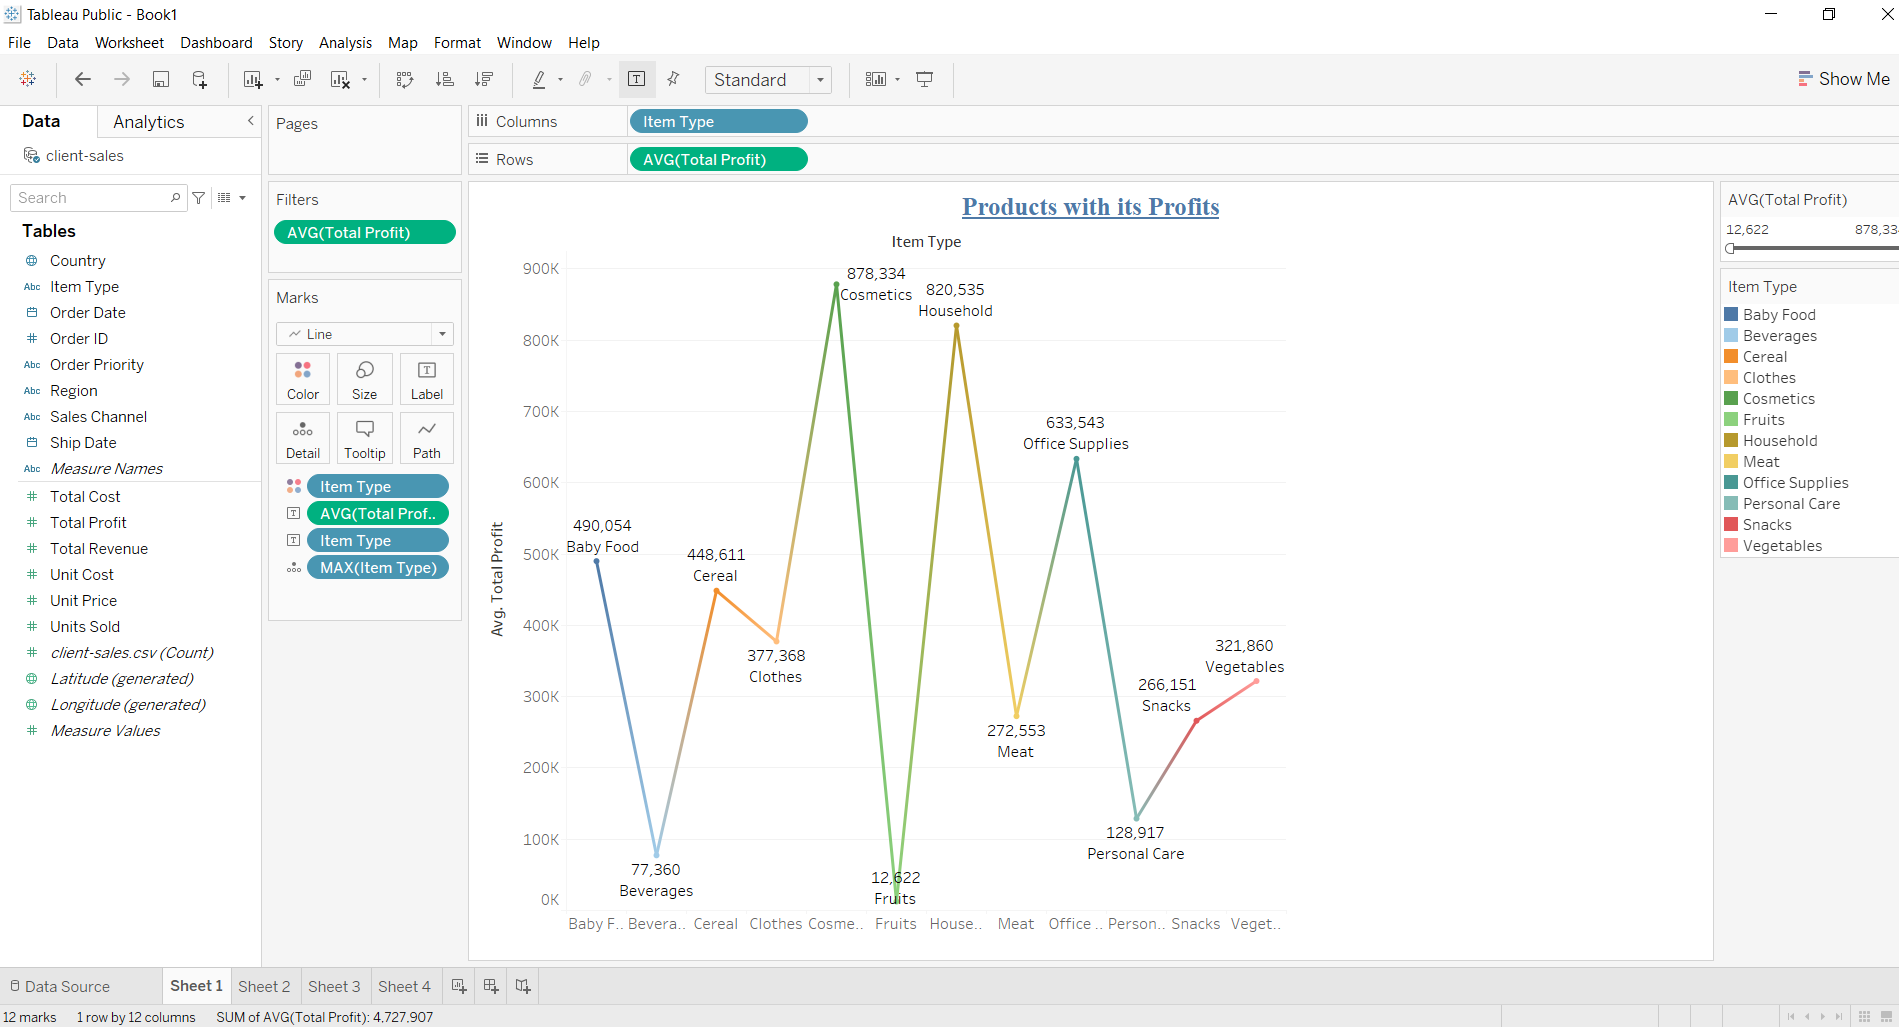 Tableau Public - Book1
File Data Worksheet Dashboard Story Analysis Map Format Window Help
Standard
Show Me
Data
Analytics
client-sales
Search
Tables
Country
Abc Item Type
Order Date
Order ID
Abc Order Priority
Abc Region
Abc Sales Channel
Ship Date
Abc Measure Names
Total Cost
Total Profit
Total Revenue
Unit Cost
Unit Price
Units Sold
client-sales.csv (Count)
Latitude (generated)
Longitude (generated)
Measure Values
Pages
Filters
AVG(Total Profit)
Marks
Line
Color Size Label
Detail Tooltip Path
Item Type
AVG(Total Prof..
Item Type
MAX(Item Type)
Columns Item Type
Rows AVG(Total Profit)
Products with its Profits
Item Type
Avg. Total Profit
900K
800K
700K
600K
500K
400K
300K
200K
100K
0K
490,054
Baby Food
77,360
Beverages
448,611
Cereal
377,368
Clothes
878,334
Cosmetics
12,622
Fruits
820,535
Household
272,553
Meat
633,543
Office Supplies
128,917
Personal Care
266,151
Snacks
321,860
Vegetables
Baby F.. Bevera.. Cereal Clothes Cosme.. Fruits House.. Meat Office .. Person.. Snacks Veget..
AVG(Total Profit)
12,622 878,33
Item Type
Baby Food
Beverages
Cereal
Clothes
Cosmetics
Fruits
Household
Meat
Office Supplies
Personal Care
Snacks
Vegetables
Data Source Sheet 1 Sheet 2 Sheet 3 Sheet 4
12 marks 1 row by 12 columns SUM of AVG(Total Profit): 4,727,907